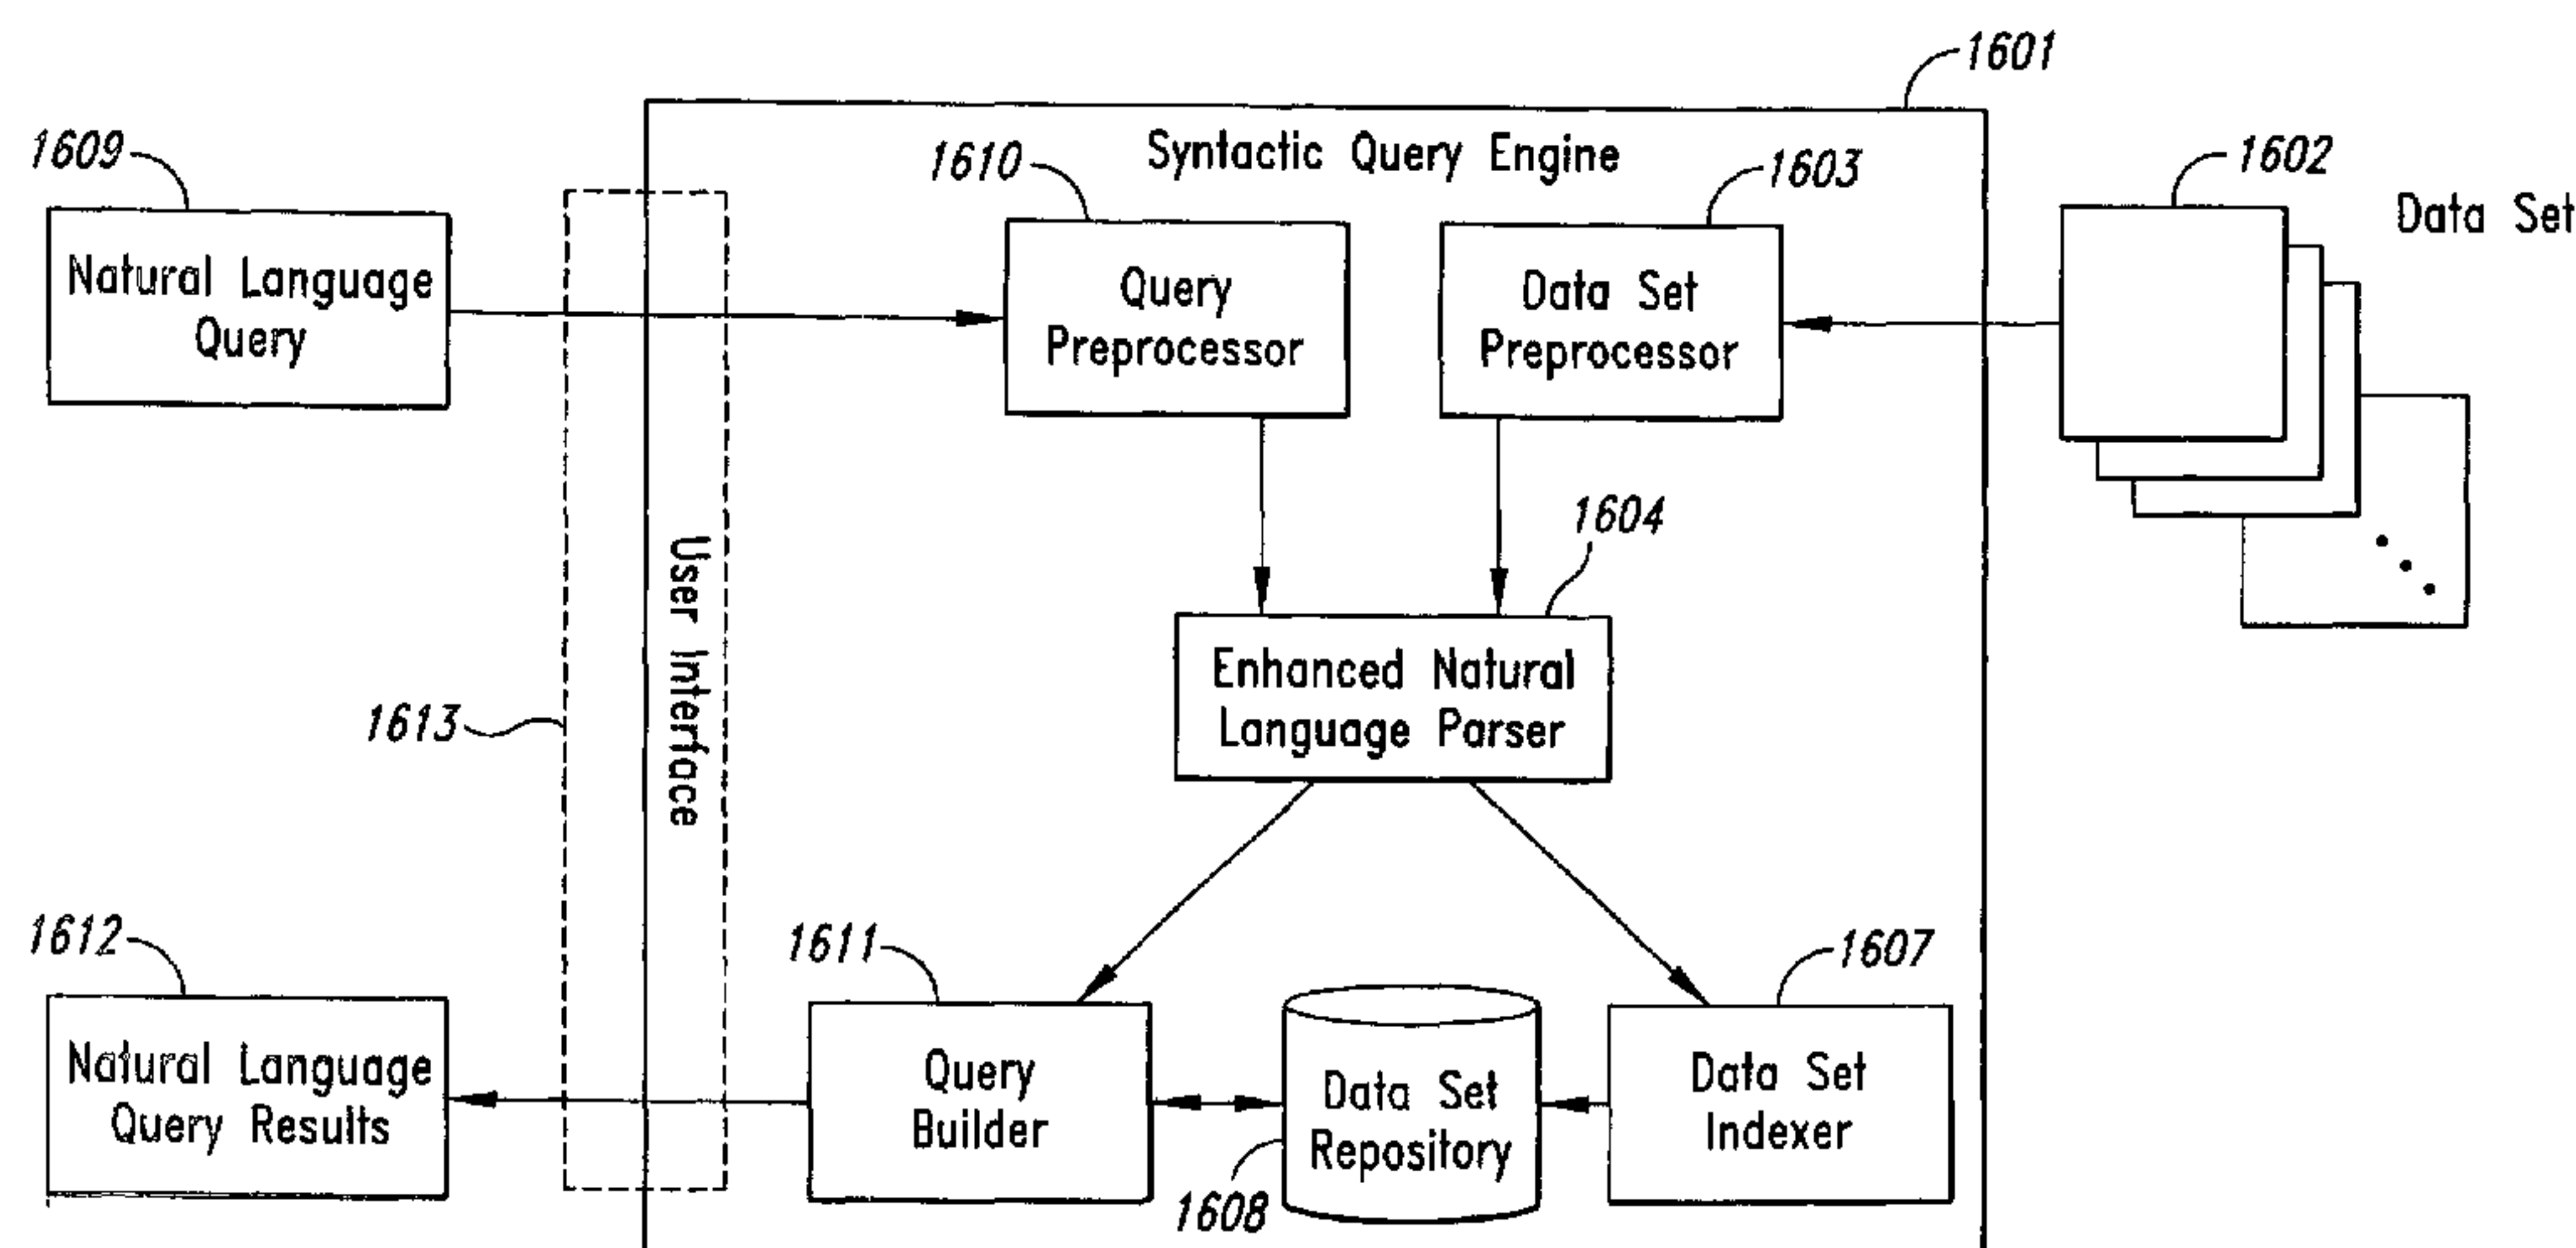 1601
Syntactic Query Engine
1609
1610
1603
1602
Data Set
Natural Language
Query
Query
Preprocessor
Data Set
Preprocessor
1604
User Interface
Enhanced Natural
Language Parser
1613
1612
1611
1607
Natural Language
Query Results
Query
Builder
Data Set
Repository
Data Set
Indexer
1608